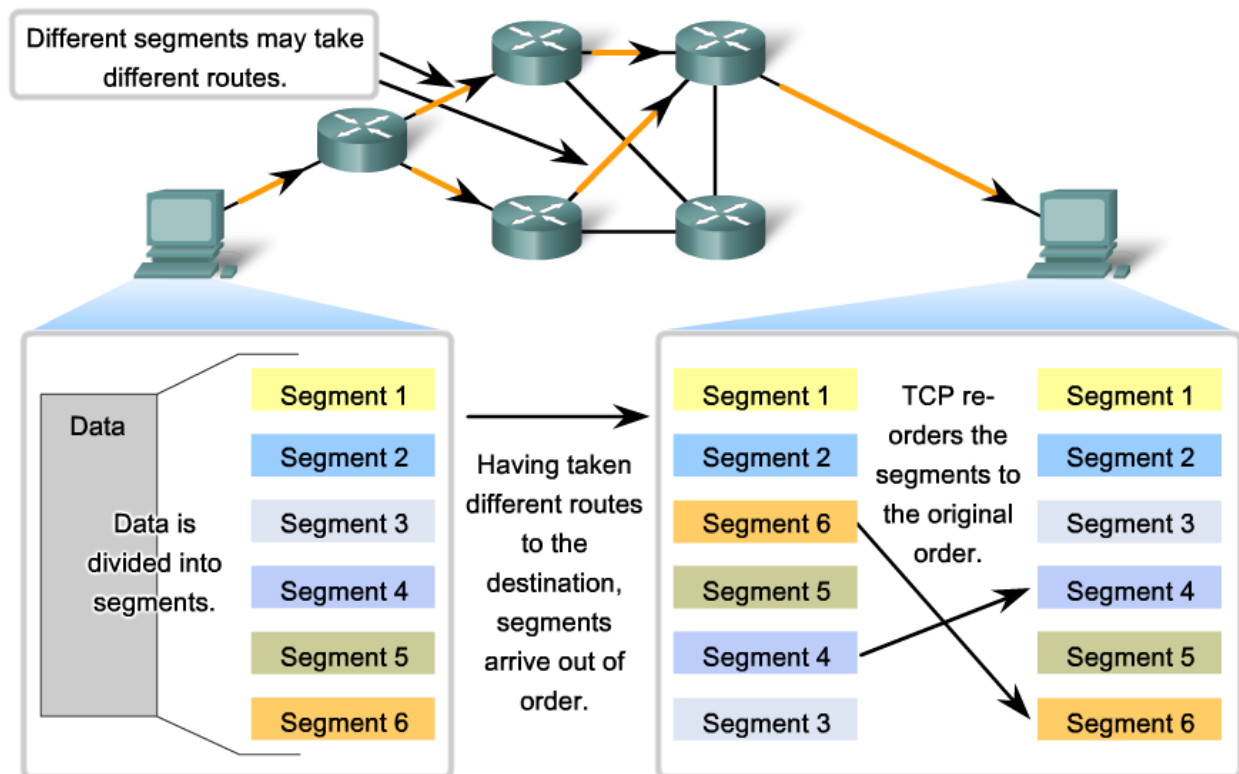 Different segments may take
different routes.
Data
Data is
divided into
segments.
Segment 1
Segment 2
Segment 3
Segment 4
Segment 5
Segment 6
Having taken
different routes
to the
destination,
segments
arrive out of
order.
Segment 1
Segment 2
Segment 6
Segment 5
Segment 4
Segment 3
TCP re-
orders the
segments to
the original
order.
Segment 1
Segment 2
Segment 3
Segment 4
Segment 5
Segment 6